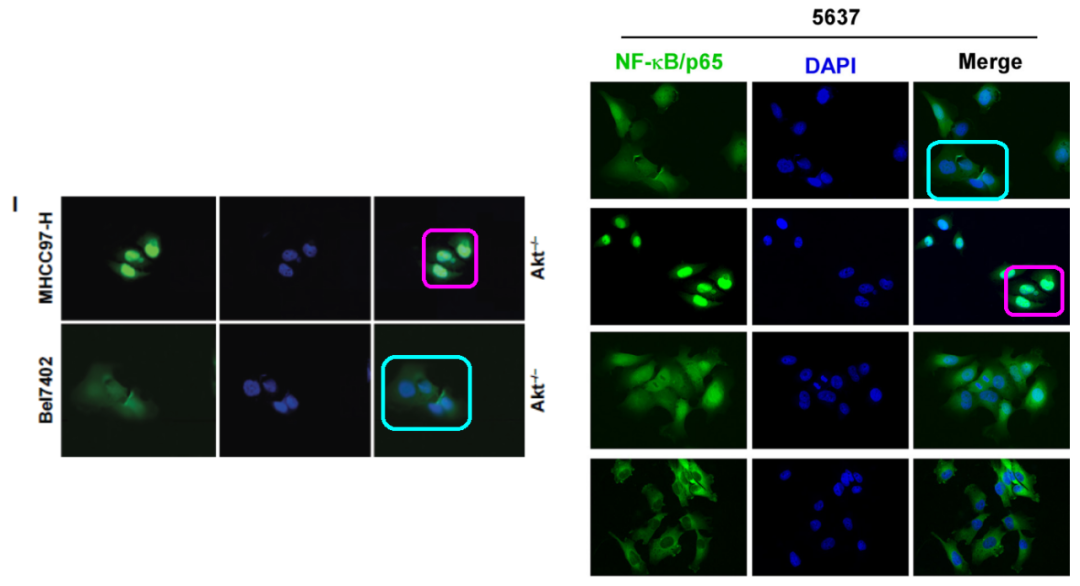 5637
NF-κB/p65 DAPI Merge
I
MHCC97-H
Akt-/-
Bel7402
Akt-/-